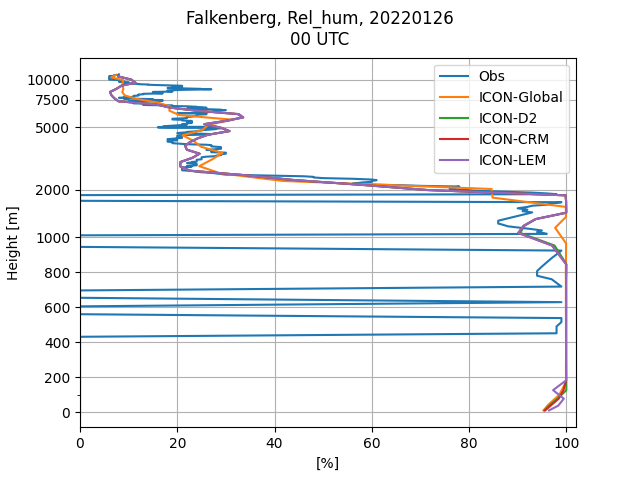 Falkenberg, Rel_hum, 20220126
00 UTC
Obs
ICON-Global
ICON-D2
ICON-CRM
ICON-LEM
Height [m]
10000
7500
5000
2000
1000
800
600
400
200
0
0 20 40 60 80 100
[%]